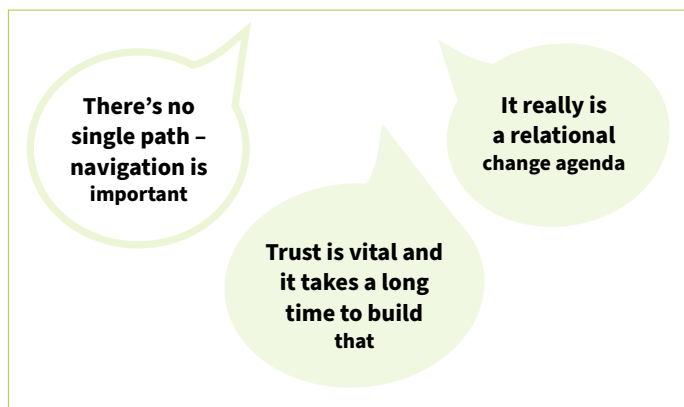 There’s no
single path –
navigation is
important
It really is
a relational
change agenda
Trust is vital and
it takes a long
time to build
that